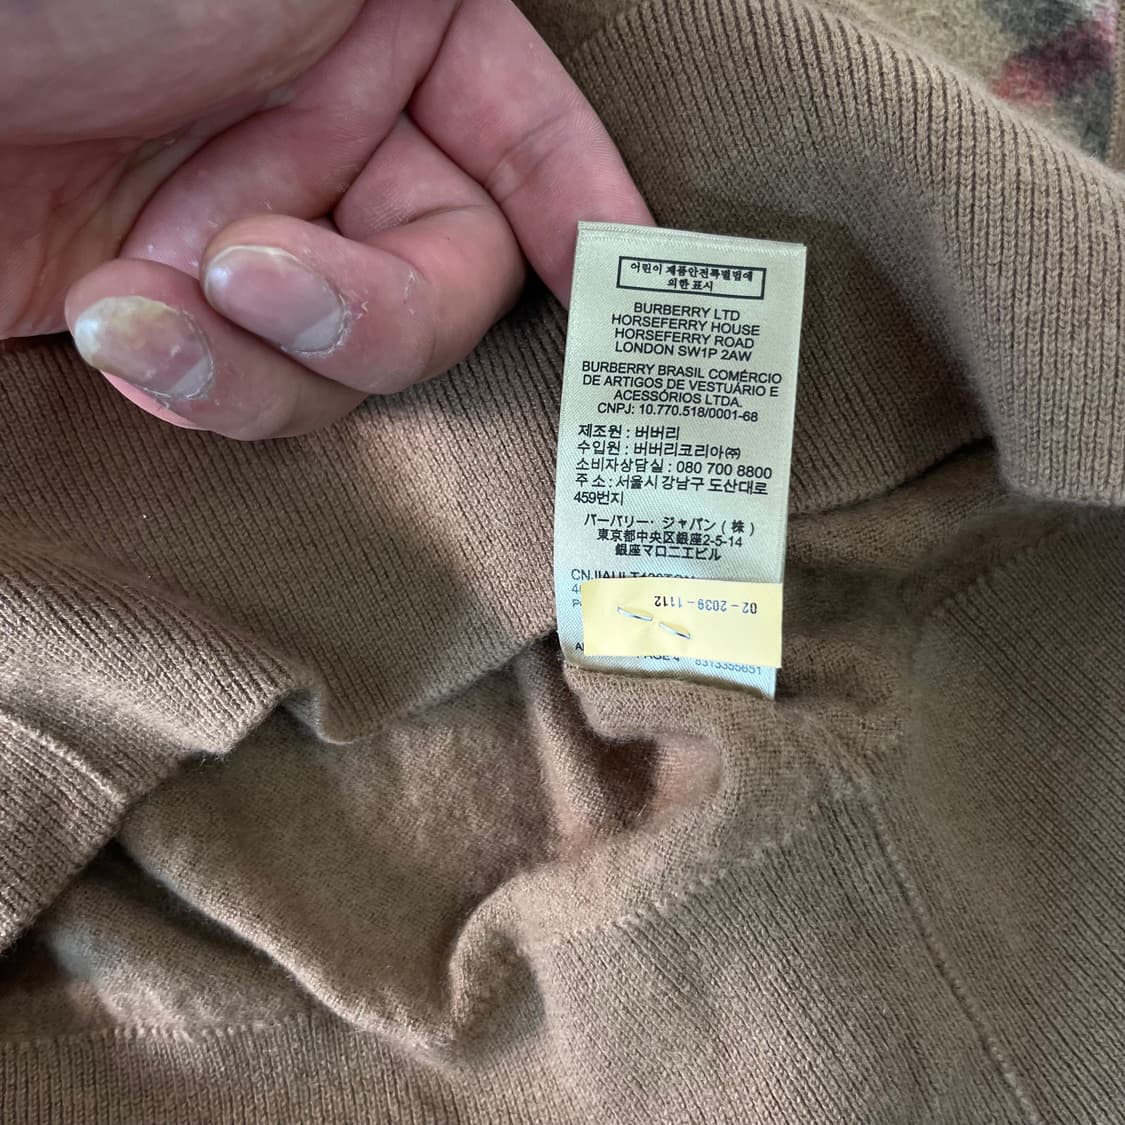 어린이 제품안전특별법에
의한 표시
BURBERRY LTD
HORSEFERRY HOUSE
HORSEFERRY ROAD
LONDON SW1P 2AW
BURBERRY BRASIL COMÉRCIO
DE ARTIGOS DE VESTUÁRIO E
ACESSÓRIOS LTDA.
CNPJ: 10.770.518/0001-68
제조원 : 버버리
수입원 : 버버리코리아㈜
소비자상담실 : 080 700 8800
주 소 : 서울시 강남구 도산대로
459번지
バーバリー・ジャパン ( 株 )
東京都中央区銀座2-5-14
銀座マロニエビル
02-2039-1112
PAGE 4 8313355651